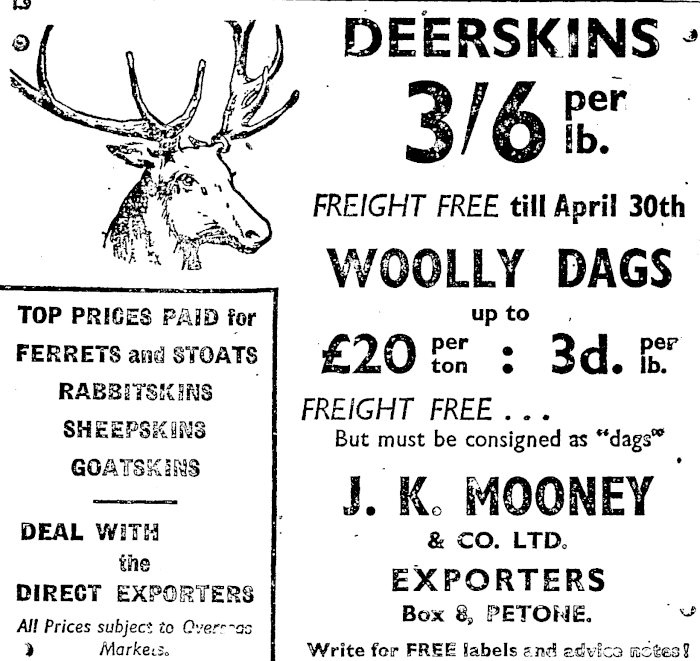 DEERSKINS
3/6 per lb.
FREIGHT FREE till April 30th
WOOLLY DAGS
up to
£20 per ton : 3d. per lb.
FREIGHT FREE . . .
But must be consigned as "dags"
J. K. MOONEY
& CO. LTD.
EXPORTERS
Box 8, PETONE.
Write for FREE labels and advice notes!
TOP PRICES PAID for
FERRETS and STOATS
RABBITSKINS
SHEEPSKINS
GOATSKINS
DEAL WITH
the
DIRECT EXPORTERS
All Prices subject to Overseas
Markets.